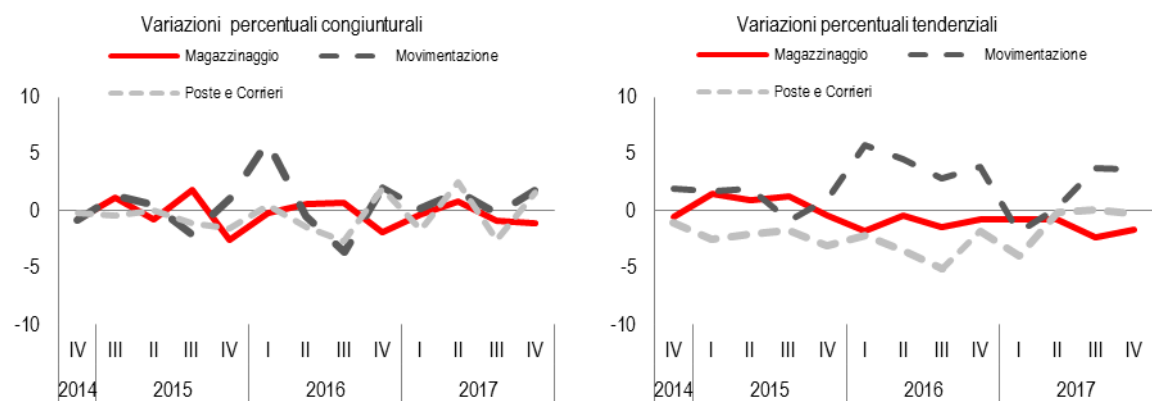 Variazioni percentuali congiunturali
Magazzinaggio
Movimentazione
Poste e Corrieri
10
5
0
-5
-10
IV III II III IV I II III IV I II III IV
2014 2015 2016 2017
Variazioni percentuali tendenziali
Magazzinaggio
Movimentazione
Poste e Corrieri
10
5
0
-5
-10
IV I II III IV I II III IV I II III IV
2014 2015 2016 2017